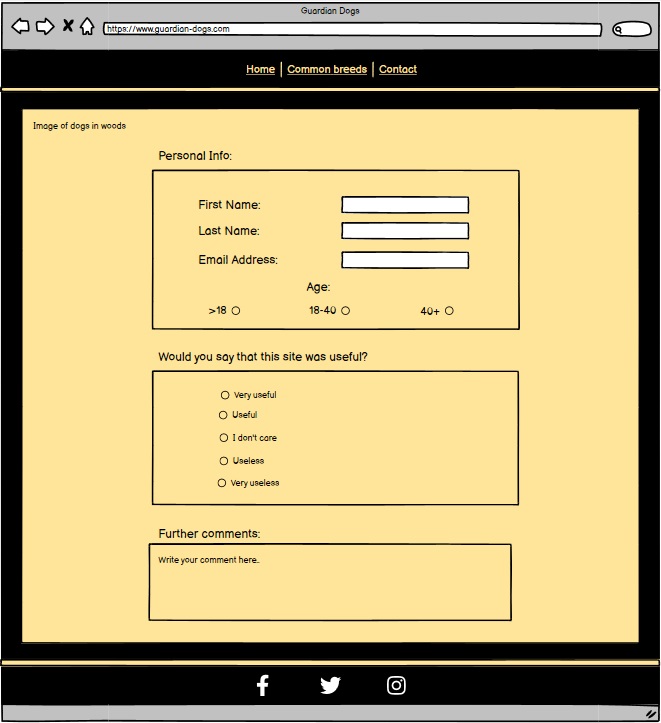 Guardian Dogs
https://www.guardian-dogs.com
Home | Common breeds | Contact
Image of dogs in woods
Personal Info:
First Name:
Last Name:
Email Address:
Age:
>18 18-40 40+
Would you say that this site was useful?
Very useful
Useful
I don't care
Useless
Very useless
Further comments:
Write your comment here..